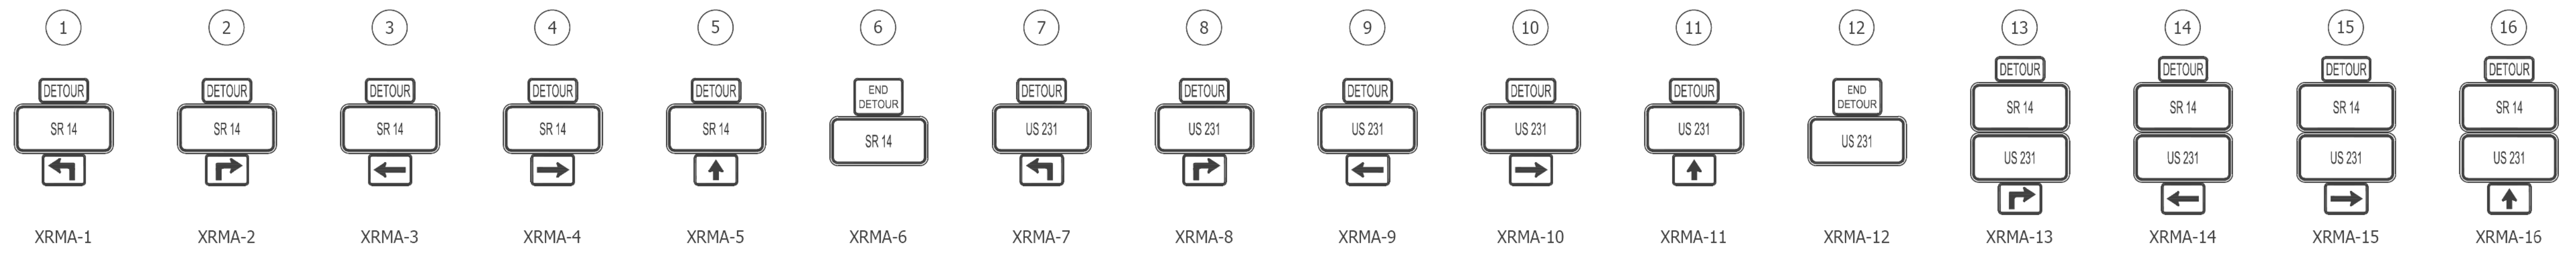 1 2 3 4 5 6 7 8 9 10 11 12 13 14 15 16
DETOUR
SR 14
XRMA-1
DETOUR
SR 14
XRMA-2
DETOUR
SR 14
XRMA-3
DETOUR
SR 14
XRMA-4
DETOUR
SR 14
XRMA-5
END
DETOUR
SR 14
XRMA-6
DETOUR
US 231
XRMA-7
DETOUR
US 231
XRMA-8
DETOUR
US 231
XRMA-9
DETOUR
US 231
XRMA-10
DETOUR
US 231
XRMA-11
END
DETOUR
US 231
XRMA-12
DETOUR
SR 14
US 231
XRMA-13
DETOUR
SR 14
US 231
XRMA-14
DETOUR
SR 14
US 231
XRMA-15
DETOUR
SR 14
US 231
XRMA-16